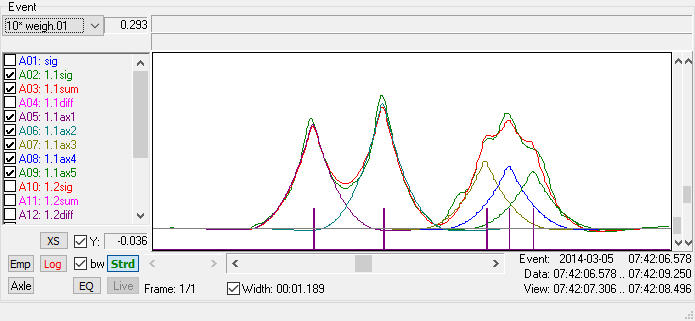 Event
10* weigh.01 0.293
A01: sig
A02: 1.1sig
A03: 1.1sum
A04: 1.1diff
A05: 1.1ax1
A06: 1.1ax2
A07: 1.1ax3
A08: 1.1ax4
A09: 1.1ax5
A10: 1.2sig
A11: 1.2sum
A12: 1.2diff
XS Y: -0.036
Emp Log bw Strd
Axle EQ Live
Frame: 1/1 Width: 00:01.189
Event: 2014-03-05 07:42:06.578
Data: 07:42:06.578 .. 07:42:09.250
View: 07:42:07.306 .. 07:42:08.496